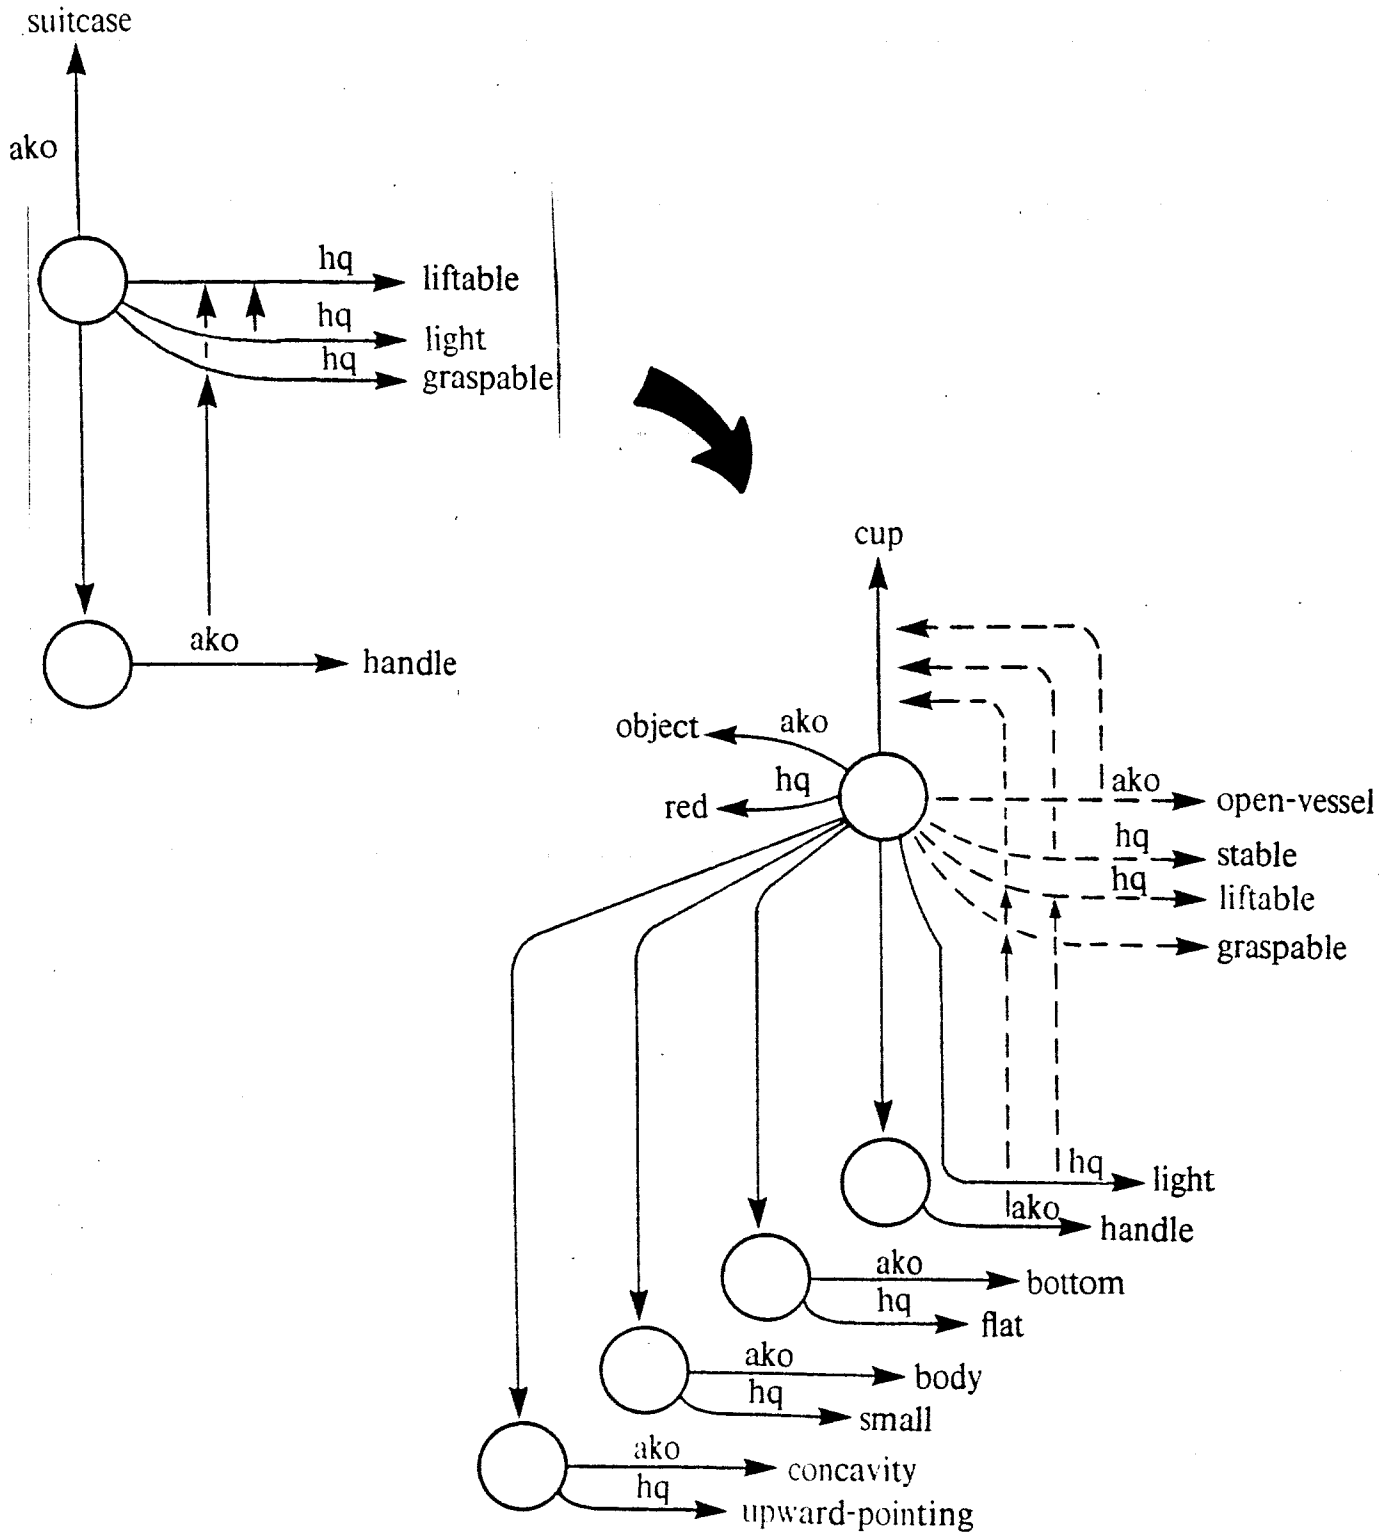 suitcase
ako
hq
liftable
hq
light
hq
graspable
ako
handle
cup
object
ako
hq
red
ako
open-vessel
hq
stable
hq
liftable
graspable
hq
light
ako
handle
ako
bottom
hq
flat
ako
body
hq
small
ako
concavity
hq
upward-pointing